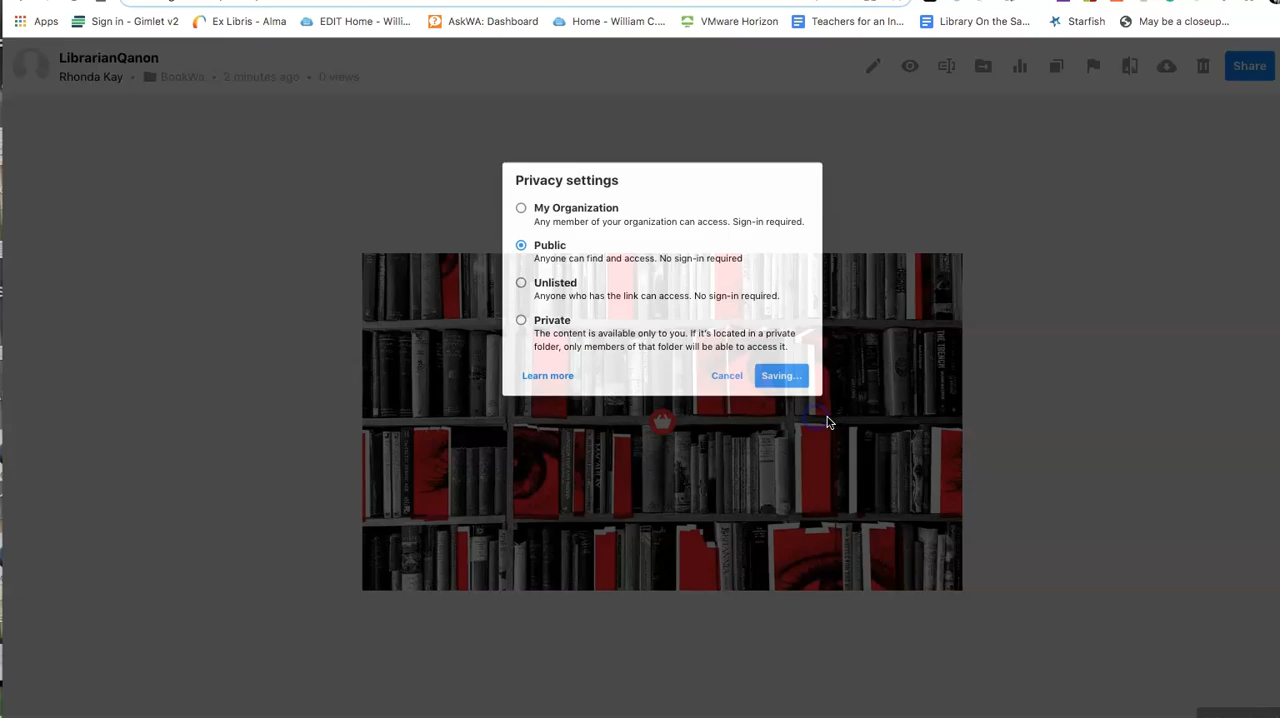 Apps Sign in - Gimlet v2 Ex Libris - Alma EDIT Home - Willi... AskWA: Dashboard Home - William C.... VMware Horizon Teachers for an In... Library On the Sa... Starfish May be a closeup...
LibrarianQanon
Rhonda Kay • BookWa • 2 minutes ago • 0 views
Share
Privacy settings
My Organization
Any member of your organization can access. Sign-in required.
Public
Anyone can find and access. No sign-in required
Unlisted
Anyone who has the link can access. No sign-in required.
Private
The content is available only to you. If it's located in a private
folder, only members of that folder will be able to access it.
Learn more Cancel Saving...